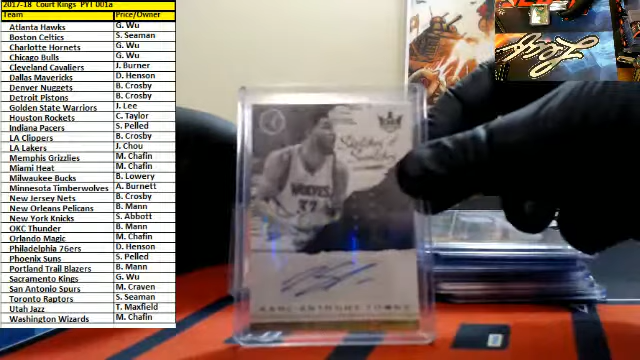 2017-18 Court Kings PYT 001a
Team Price/Owner
Atlanta Hawks G. Wu
Boston Celtics S. Seaman
Charlotte Hornets G. Wu
Chicago Bulls G. Wu
Cleveland Cavaliers J. Burner
Dallas Mavericks D. Henson
Denver Nuggets B. Crosby
Detroit Pistons B. Crosby
Golden State Warriors J. Lee
Houston Rockets C. Taylor
Indiana Pacers S. Pelled
LA Clippers B. Crosby
LA Lakers J. Chou
Memphis Grizzlies M. Chafin
Miami Heat M. Chafin
Milwaukee Bucks B. Lowery
Minnesota Timberwolves A. Burnett
New Jersey Nets B. Crosby
New Orleans Pelicans B. Mann
New York Knicks S. Abbott
OKC Thunder B. Mann
Orlando Magic M. Chafin
Philadelphia 76ers D. Henson
Phoenix Suns S. Pelled
Portland Trail Blazers B. Mann
Sacramento Kings G. Wu
San Antonio Spurs M. Craven
Toronto Raptors S. Seaman
Utah Jazz T. Maxfield
Washington Wizards M. Chafin
WOLVES
32
KARL-ANTHONY TOWNS